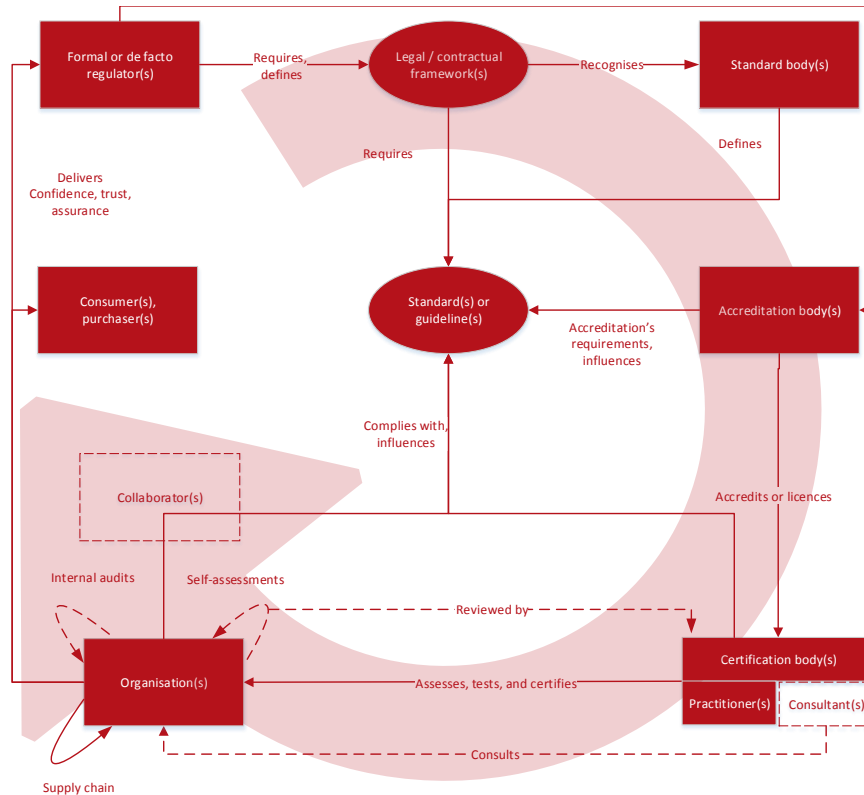 Formal or de facto
regulator(s)
Requires,
defines
Legal / contractual
framework(s)
Recognises
Standard body(s)
Requires
Defines
Delivers
Confidence, trust,
assurance
Consumer(s),
purchaser(s)
Standard(s) or
guideline(s)
Accreditation body(s)
Accreditation's
requirements,
influences
Complies with,
influences
Collaborator(s)
Accredits or licences
Internal audits
Self-assessments
Reviewed by
Organisation(s)
Assesses, tests, and certifies
Certification body(s)
Practitioner(s)
Consultant(s)
Consults
Supply chain